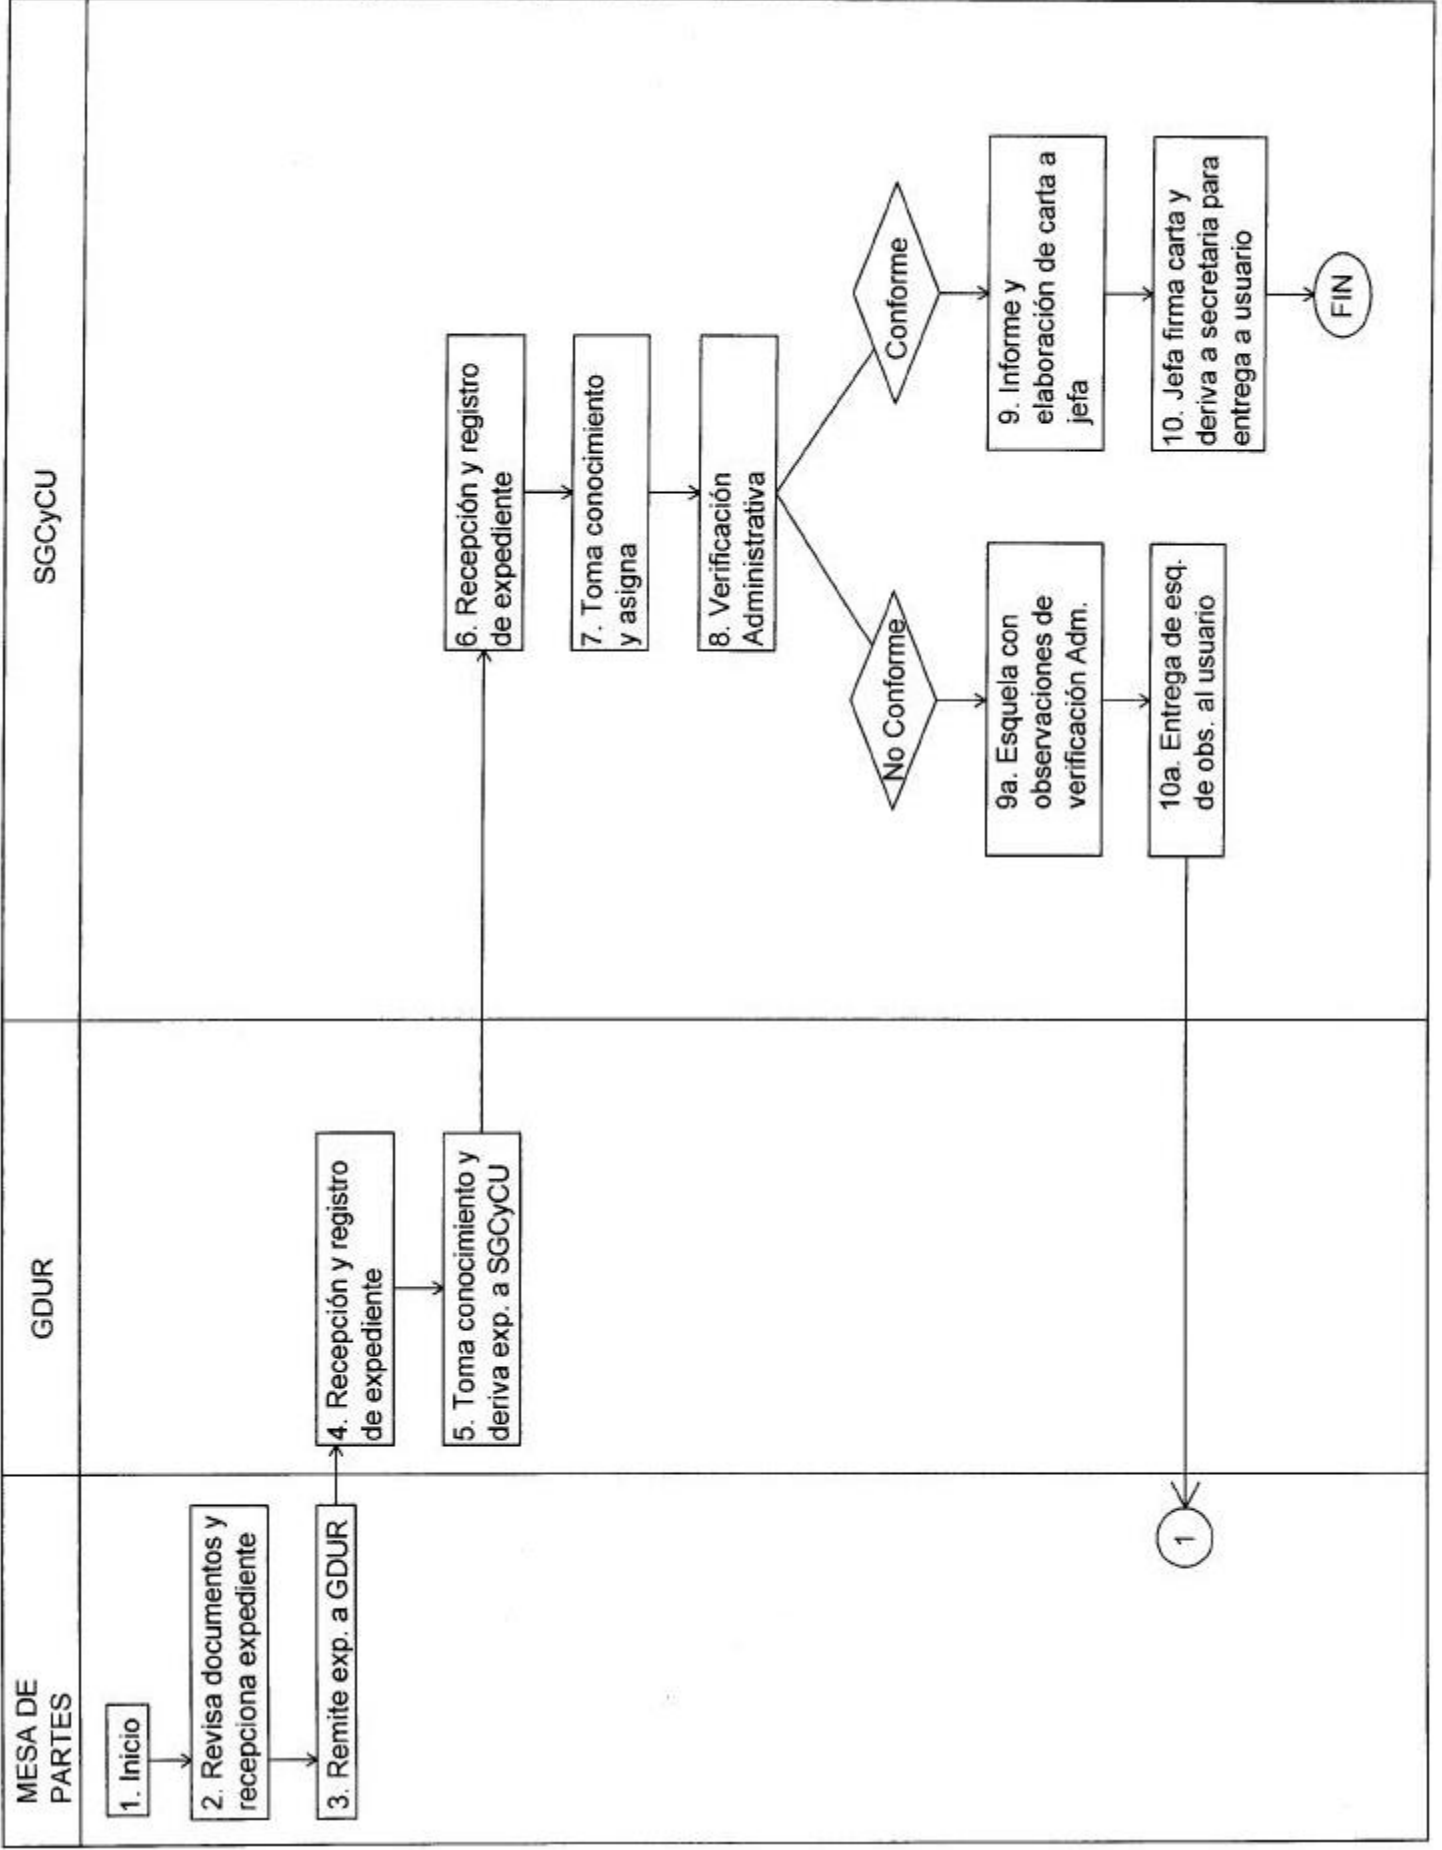 MESA DE
PARTES
GDUR
SGCyCU
1. Inicio
2. Revisa documentos y
recepciona expediente
3. Remite exp. a GDUR
4. Recepción y registro
de expediente
5. Toma conocimiento y
deriva exp. a SGCyCU
6. Recepción y registro
de expediente
7. Toma conocimiento
y asigna
8. Verificación
Administrativa
No Conforme
Conforme
9a. Esquela con
observaciones de
verificación Adm.
9. Informe y
elaboración de carta a
jefa
10a. Entrega de esq.
de obs. al usuario
10. Jefa firma carta y
deriva a secretaria para
entrega a usuario
1
FIN